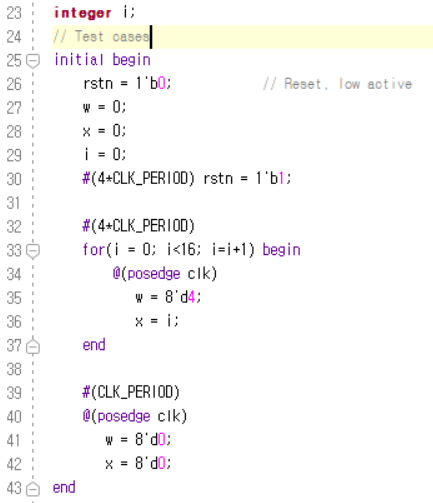 23 integer i;
24 // Test cases
25 initial begin
26 rstn = 1'b0; // Reset, low active
27 w = 0;
28 x = 0;
29 i = 0;
30 #(4*CLK_PERIOD) rstn = 1'b1;
31
32 #(4*CLK_PERIOD)
33 for(i = 0; i<16; i=i+1) begin
34 @(posedge clk)
35 w = 8'd4;
36 x = i;
37 end
38
39 #(CLK_PERIOD)
40 @(posedge clk)
41 w = 8'd0;
42 x = 8'd0;
43 end